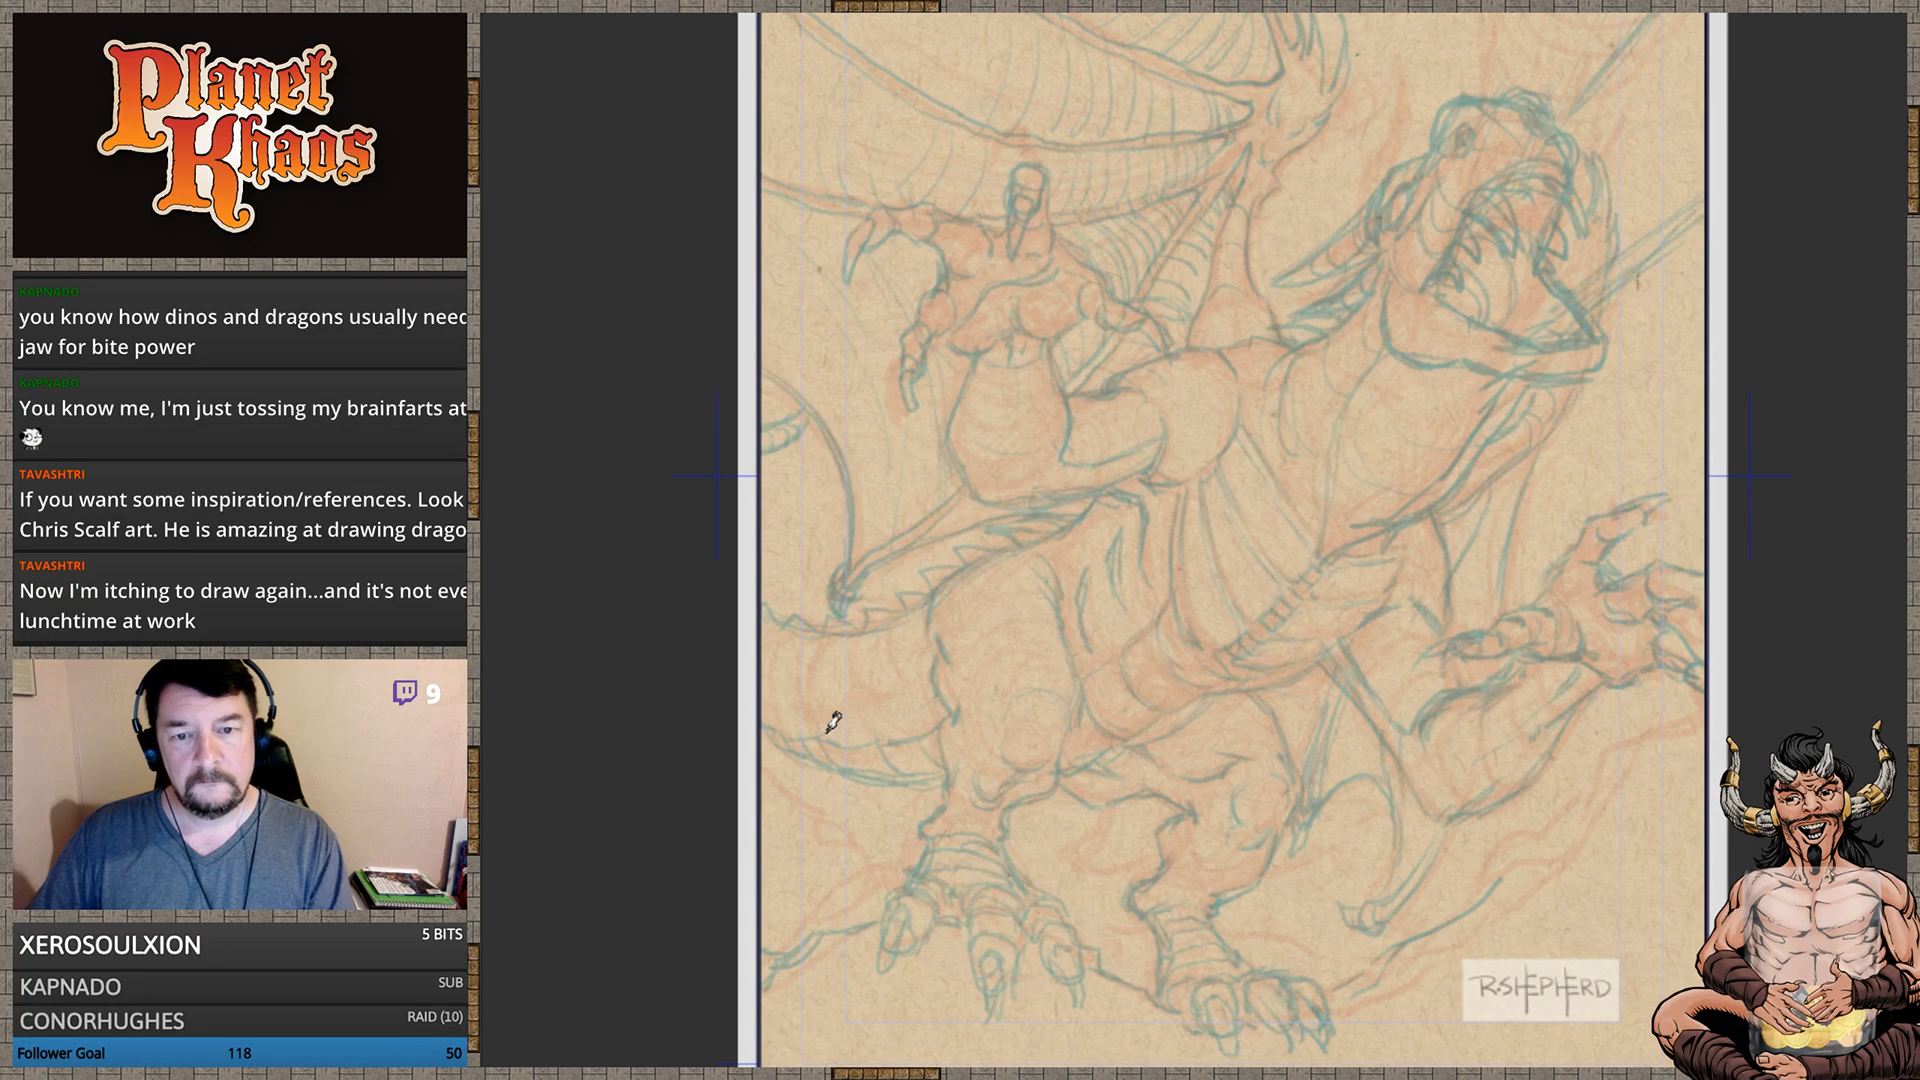 Planet
Khaos
KAPNADO
you know how dinos and dragons usually need
jaw for bite power
KAPNADO
You know me, I'm just tossing my brainfarts at
TAVASHTRI
If you want some inspiration/references. Look
Chris Scalf art. He is amazing at drawing drago
TAVASHTRI
Now I'm itching to draw again...and it's not eve
lunchtime at work
9
XEROSOULXION 5 BITS
KAPNADO SUB
CONORHUGHES RAID (10)
Follower Goal 118 50
R.SHEPHERD